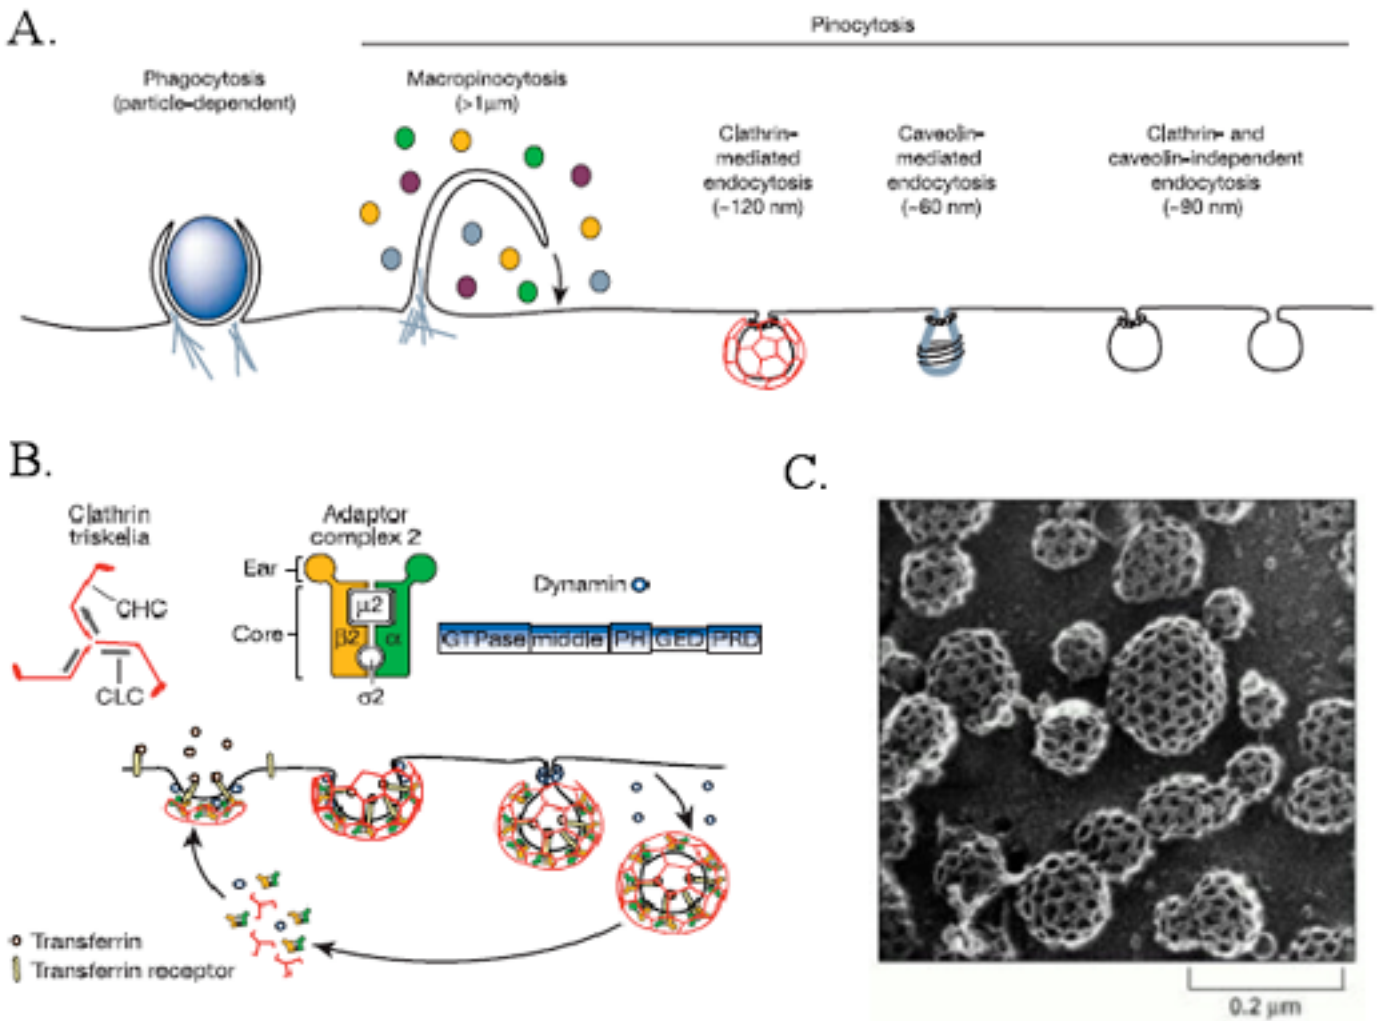 A.
Pinocytosis
Phagocytosis
(particle-dependent)
Macropinocytosis
(>1μm)
Clathrin-
mediated
endocytosis
(~120 nm)
Caveolin-
mediated
endocytosis
(~60 nm)
Clathrin- and
caveolin-independent
endocytosis
(~90 nm)
B.
Clathrin
triskelia
CHC
CLC
Adaptor
complex 2
Ear
Core
μ2
β2
α
σ2
Dynamin
GTPase middle PH GED PRD
Transferrin
Transferrin receptor
C.
0.2 μm